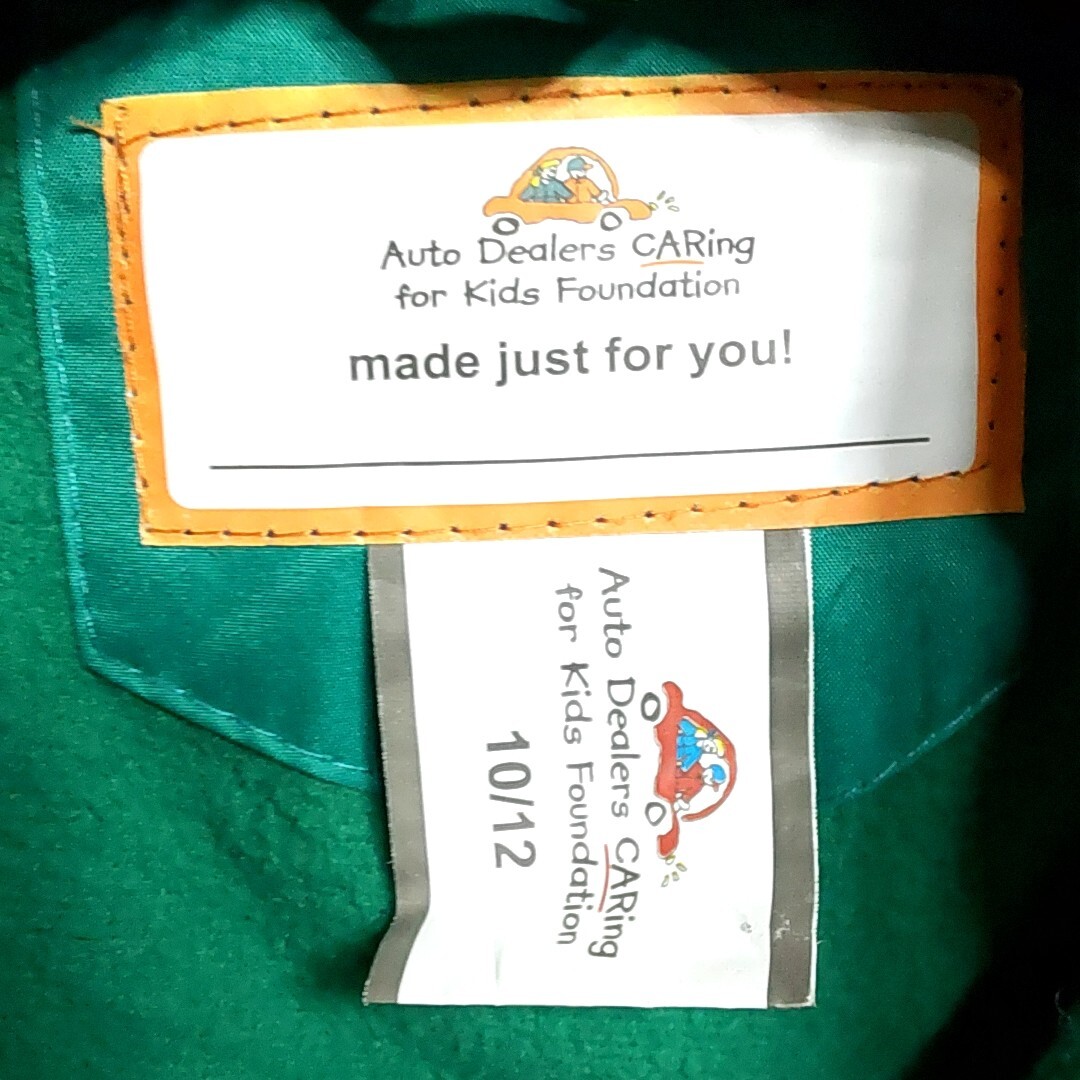 Auto Dealers CARing
for Kids Foundation
made just for you!
Auto Dealers CARing
for Kids Foundation
10/12